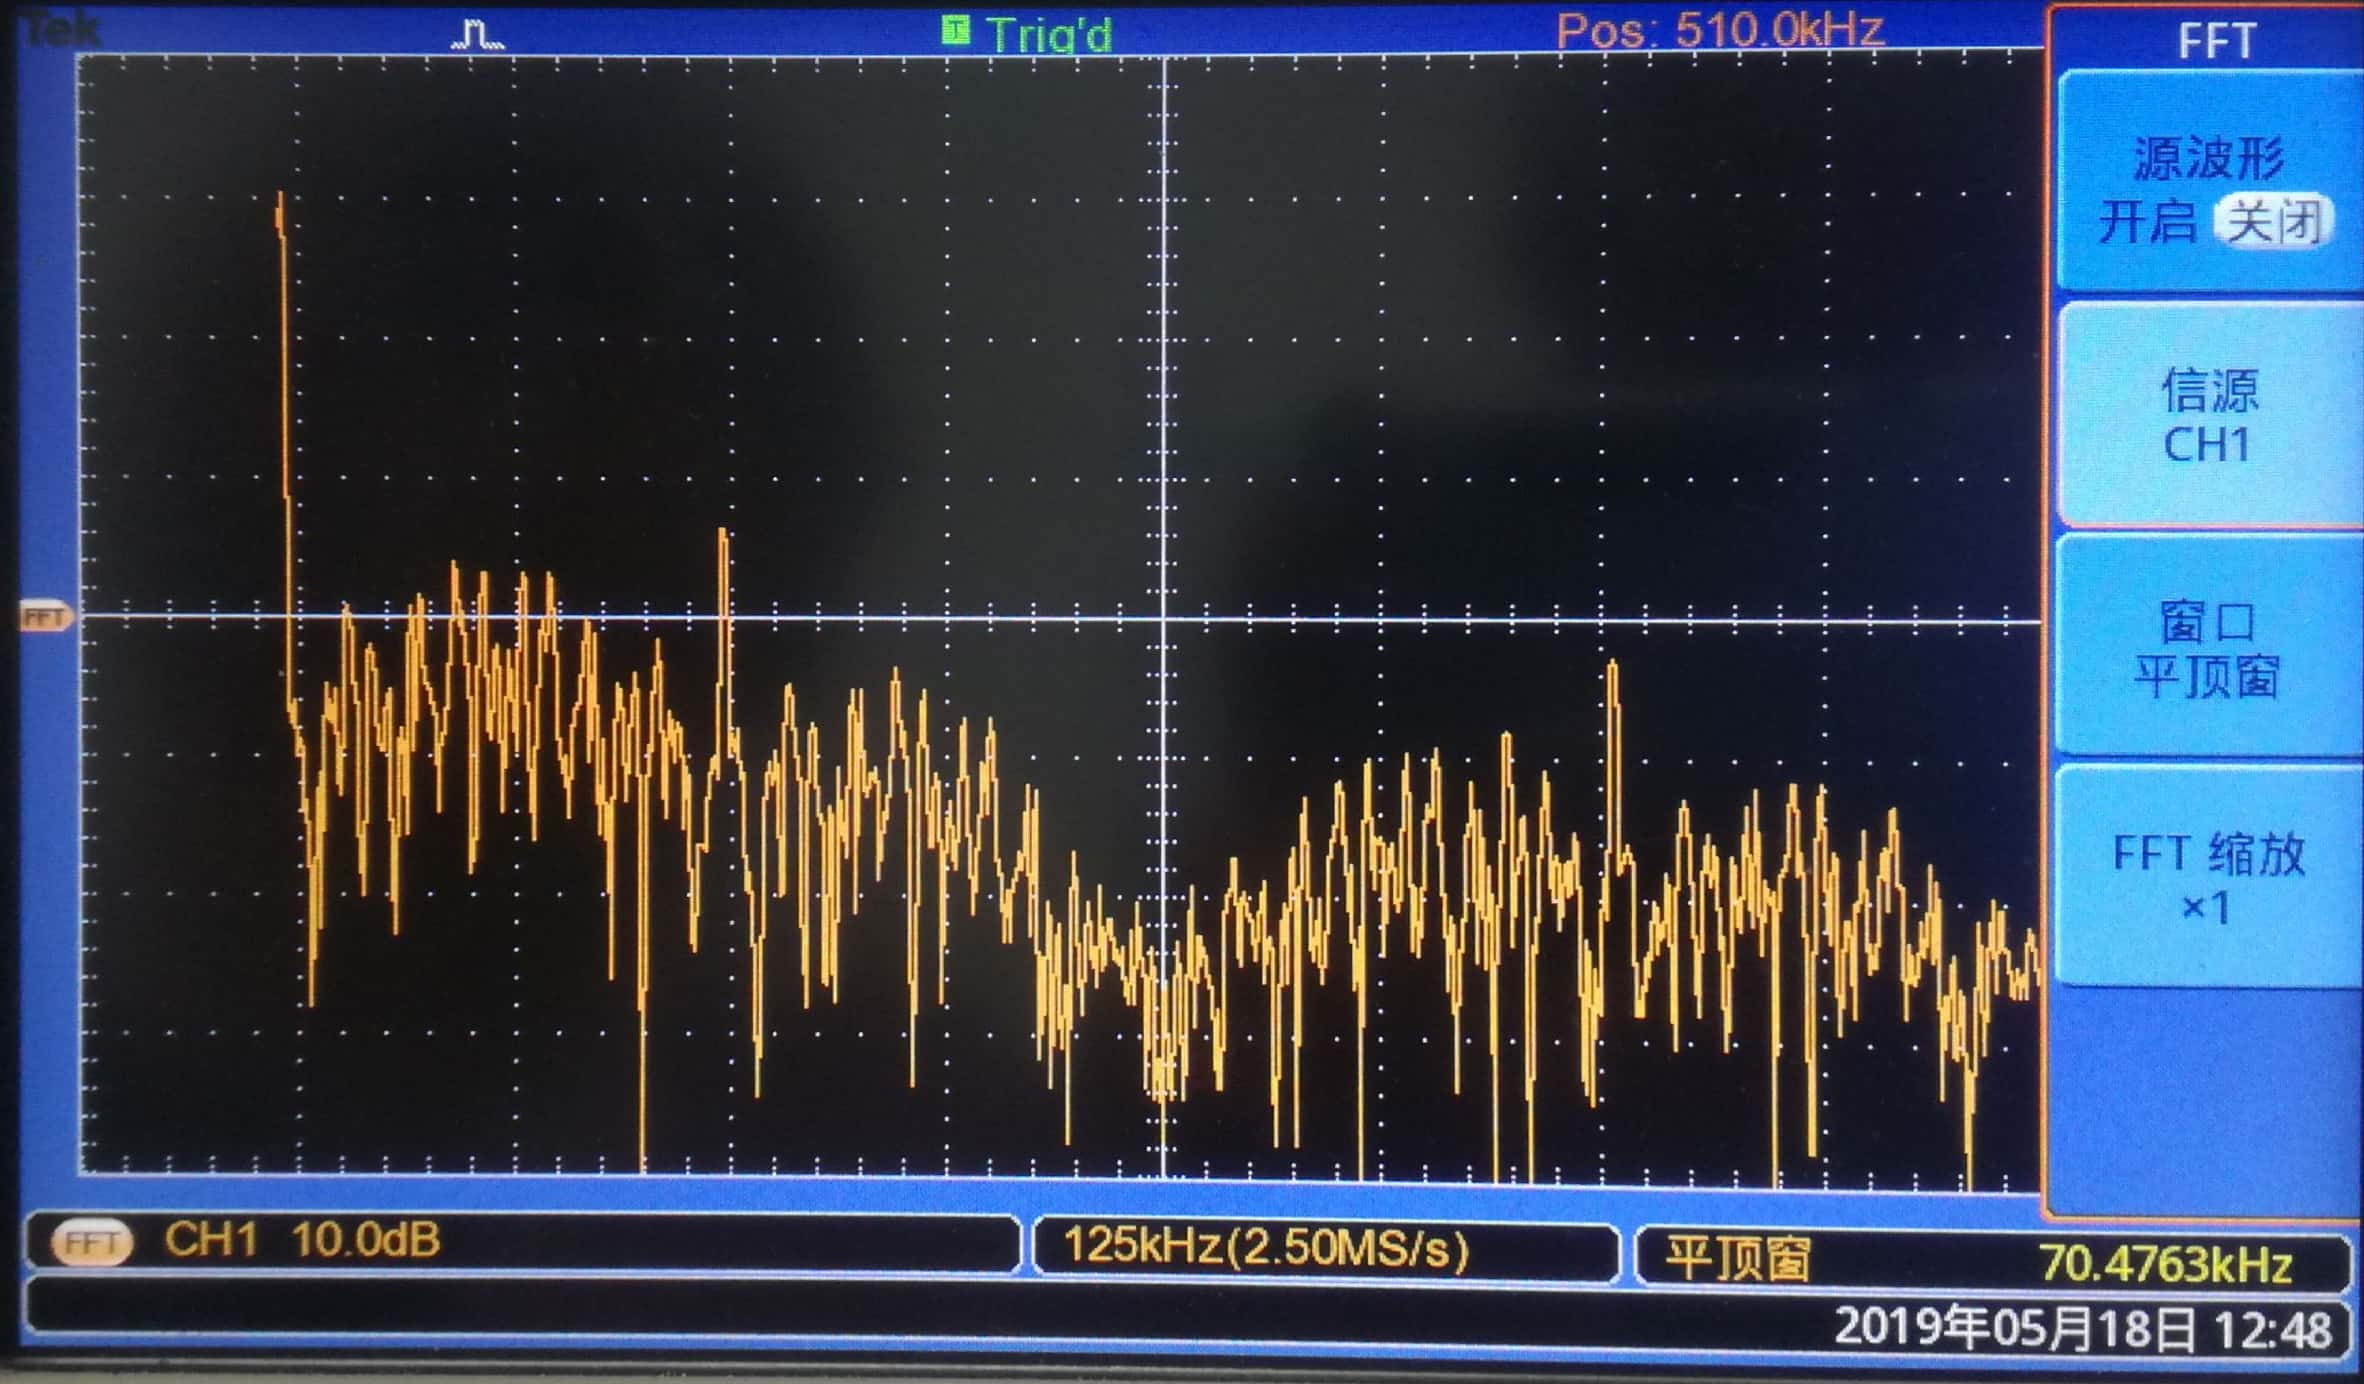 Tek
T Trig'd
Pos: 510.0kHz
FFT
源波形
开启 关闭
信源
CH1
窗口
平顶窗
FFT 缩放
×1
FFT
FFT CH1 10.0dB
125kHz(2.50MS/s)
平顶窗 70.4763kHz
2019年05月18日 12:48